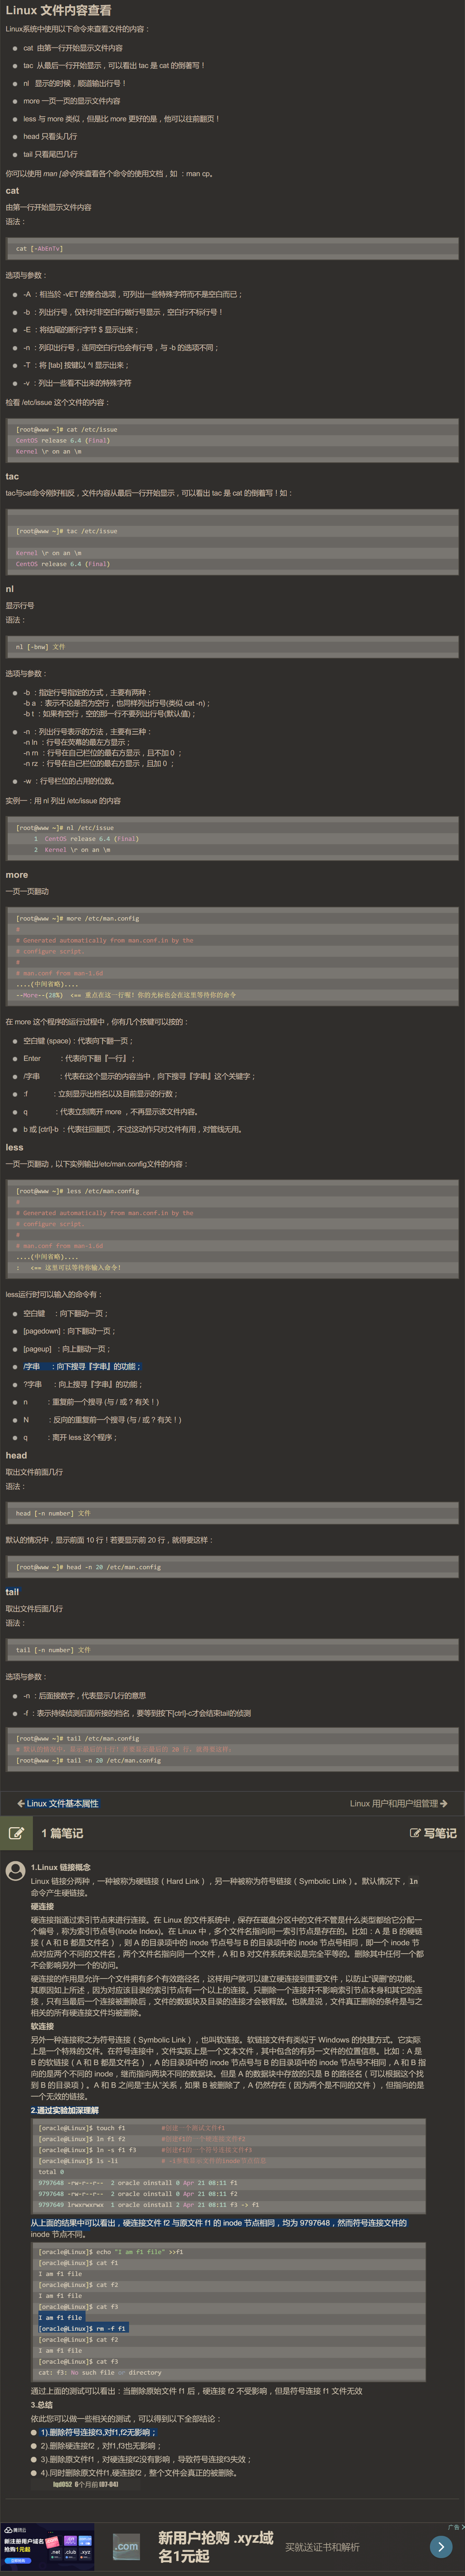 Linux 文件内容查看
Linux系统中使用以下命令来查看文件的内容：
cat 由第一行开始显示文件内容
tac 从最后一行开始显示，可以看出 tac 是 cat 的倒著写！
nl 显示的时候，顺道输出行号！
more 一页一页的显示文件内容
less 与 more 类似，但是比 more 更好的是，他可以往前翻页！
head 只看头几行
tail 只看尾巴几行
你可以使用 man [命令]来查看各个命令的使用文档，如 ：man cp。
cat
由第一行开始显示文件内容
语法：
cat [-AbEnTv]
选项与参数：
-A ：相当於 -vET 的整合选项，可列出一些特殊字符而不是空白而已；
-b ：列出行号，仅针对非空白行做行号显示，空白行不标行号！
-E ：将结尾的断行字节 $ 显示出来；
-n ：列印出行号，连同空白行也会有行号，与 -b 的选项不同；
-T ：将 [tab] 按键以 ^I 显示出来；
-v ：列出一些看不出来的特殊字符
检看 /etc/issue 这个文件的内容：
[root@www ~]# cat /etc/issue
CentOS release 6.4 (Final)
Kernel \r on an \m
tac
tac与cat命令刚好相反，文件内容从最后一行开始显示，可以看出 tac 是 cat 的倒着写！如：
[root@www ~]# tac /etc/issue
Kernel \r on an \m
CentOS release 6.4 (Final)
nl
显示行号
语法：
nl [-bnw] 文件
选项与参数：
-b ：指定行号指定的方式，主要有两种：
-b a ：表示不论是否为空行，也同样列出行号(类似 cat -n)；
-b t ：如果有空行，空的那一行不要列出行号(默认值)；
-n ：列出行号表示的方法，主要有三种：
-n ln ：行号在荧幕的最左方显示；
-n rn ：行号在自己栏位的最右方显示，且不加 0 ；
-n rz ：行号在自己栏位的最右方显示，且加 0 ；
-w ：行号栏位的占用的位数。
实例一：用 nl 列出 /etc/issue 的内容
[root@www ~]# nl /etc/issue
1 CentOS release 6.4 (Final)
2 Kernel \r on an \m
more
一页一页翻动
[root@www ~]# more /etc/man.config
#
# Generated automatically from man.conf.in by the
# configure script.
#
# man.conf from man-1.6d
....(中间省略)....
--More--(28%) <== 重点在这一行喔！你的光标也会在这里等待你的命令
在 more 这个程序的运行过程中，你有几个按键可以按的：
空白键 (space)：代表向下翻一页；
Enter ：代表向下翻『一行』；
/字串 ：代表在这个显示的内容当中，向下搜寻『字串』这个关键字；
:f ：立刻显示出档名以及目前显示的行数；
q ：代表立刻离开 more ，不再显示该文件内容。
b 或 [ctrl]-b ：代表往回翻页，不过这动作只对文件有用，对管线无用。
less
一页一页翻动，以下实例输出/etc/man.config文件的内容：
[root@www ~]# less /etc/man.config
#
# Generated automatically from man.conf.in by the
# configure script.
#
# man.conf from man-1.6d
....(中间省略)....
: <== 这里可以等待你输入命令！
less运行时可以输入的命令有：
空白键 ：向下翻动一页；
[pagedown]：向下翻动一页；
[pageup] ：向上翻动一页；
/字串 ：向下搜寻『字串』的功能；
?字串 ：向上搜寻『字串』的功能；
n ：重复前一个搜寻 (与 / 或 ? 有关！)
N ：反向的重复前一个搜寻 (与 / 或 ? 有关！)
q ：离开 less 这个程序；
head
取出文件前面几行
语法：
head [-n number] 文件
默认的情况中，显示前面 10 行！若要显示前 20 行，就得要这样：
[root@www ~]# head -n 20 /etc/man.config
tail
取出文件后面几行
语法：
tail [-n number] 文件
选项与参数：
-n ：后面接数字，代表显示几行的意思
-f ：表示持续侦测后面所接的档名，要等到按下[ctrl]-c才会结束tail的侦测
[root@www ~]# tail /etc/man.config
# 默认的情况中，显示最后的十行！若要显示最后的 20 行，就得要这样：
[root@www ~]# tail -n 20 /etc/man.config
Linux 文件基本属性
Linux 用户和用户组管理
1 篇笔记
写笔记
1.Linux 链接概念
Linux 链接分两种，一种被称为硬链接（Hard Link），另一种被称为符号链接（Symbolic Link）。默认情况下，ln
命令产生硬链接。
硬连接
硬连接指通过索引节点来进行连接。在 Linux 的文件系统中，保存在磁盘分区中的文件不管是什么类型都给它分配一
个编号，称为索引节点号(Inode Index)。在 Linux 中，多个文件名指向同一索引节点是存在的。比如：A 是 B 的硬链
接（A 和 B 都是文件名），则 A 的目录项中的 inode 节点号与 B 的目录项中的 inode 节点号相同，即一个 inode 节
点对应两个不同的文件名，两个文件名指向同一个文件，A 和 B 对文件系统来说是完全平等的。删除其中任何一个都
不会影响另外一个的访问。
硬连接的作用是允许一个文件拥有多个有效路径名，这样用户就可以建立硬连接到重要文件，以防止“误删”的功能。
其原因如上所述，因为对应该目录的索引节点有一个以上的连接。只删除一个连接并不影响索引节点本身和其它的连
接，只有当最后一个连接被删除后，文件的数据块及目录的连接才会被释放。也就是说，文件真正删除的条件是与之
相关的所有硬连接文件均被删除。
软连接
另外一种连接称之为符号连接（Symbolic Link），也叫软连接。软链接文件有类似于 Windows 的快捷方式。它实际
上是一个特殊的文件。在符号连接中，文件实际上是一个文本文件，其中包含的有另一文件的位置信息。比如：A 是
B 的软链接（A 和 B 都是文件名），A 的目录项中的 inode 节点号与 B 的目录项中的 inode 节点号不相同，A 和 B 指
向的是两个不同的 inode，继而指向两块不同的数据块。但是 A 的数据块中存放的只是 B 的路径名（可以根据这个找
到 B 的目录项）。A 和 B 之间是“主从”关系，如果 B 被删除了，A 仍然存在（因为两个是不同的文件），但指向的是
一个无效的链接。
2.通过实验加深理解
[oracle@Linux]$ touch f1 #创建一个测试文件f1
[oracle@Linux]$ ln f1 f2 #创建f1的一个硬连接文件f2
[oracle@Linux]$ ln -s f1 f3 #创建f1的一个符号连接文件f3
[oracle@Linux]$ ls -li # -i参数显示文件的inode节点信息
total 0
9797648 -rw-r--r-- 2 oracle oinstall 0 Apr 21 08:11 f1
9797648 -rw-r--r-- 2 oracle oinstall 0 Apr 21 08:11 f2
9797649 lrwxrwxrwx 1 oracle oinstall 2 Apr 21 08:11 f3 -> f1
从上面的结果中可以看出，硬连接文件 f2 与原文件 f1 的 inode 节点相同，均为 9797648，然而符号连接文件的
inode 节点不同。
[oracle@Linux]$ echo "I am f1 file" >>f1
[oracle@Linux]$ cat f1
I am f1 file
[oracle@Linux]$ cat f2
I am f1 file
[oracle@Linux]$ cat f3
I am f1 file
[oracle@Linux]$ rm -f f1
[oracle@Linux]$ cat f2
I am f1 file
[oracle@Linux]$ cat f3
cat: f3: No such file or directory
通过上面的测试可以看出：当删除原始文件 f1 后，硬连接 f2 不受影响，但是符号连接 f1 文件无效
3.总结
依此您可以做一些相关的测试，可以得到以下全部结论：
1).删除符号连接f3,对f1,f2无影响；
2).删除硬连接f2，对f1,f3也无影响；
3).删除原文件f1，对硬连接f2没有影响，导致符号连接f3失效；
4).同时删除原文件f1,硬连接f2，整个文件会真正的被删除。
6个月前 (07-04)
广告
腾讯云
新注册用户域名
抢购1元起
.net .club .xyz
.com
新用户抢购 .xyz域
名1元起
买就送证书和解析